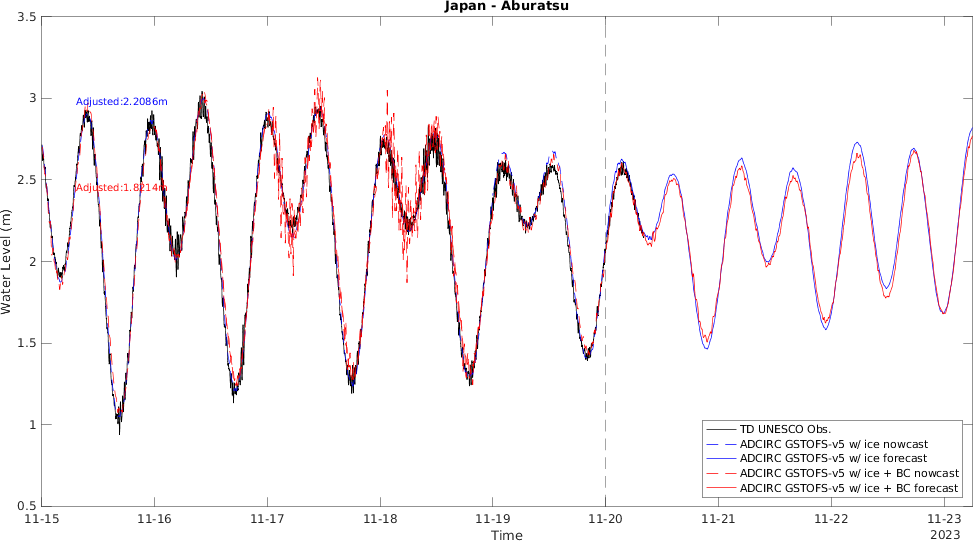 Japan - Aburatsu
Water Level (m)
3.5
3
2.5
2
1.5
1
0.5
Adjusted:2.2086m
Adjusted:1.8214m
TD UNESCO Obs.
ADCIRC GSTOFS-v5 w/ ice nowcast
ADCIRC GSTOFS-v5 w/ ice forecast
ADCIRC GSTOFS-v5 w/ ice + BC nowcast
ADCIRC GSTOFS-v5 w/ ice + BC forecast
11-15 11-16 11-17 11-18 11-19 11-20 11-21 11-22 11-23
2023
Time